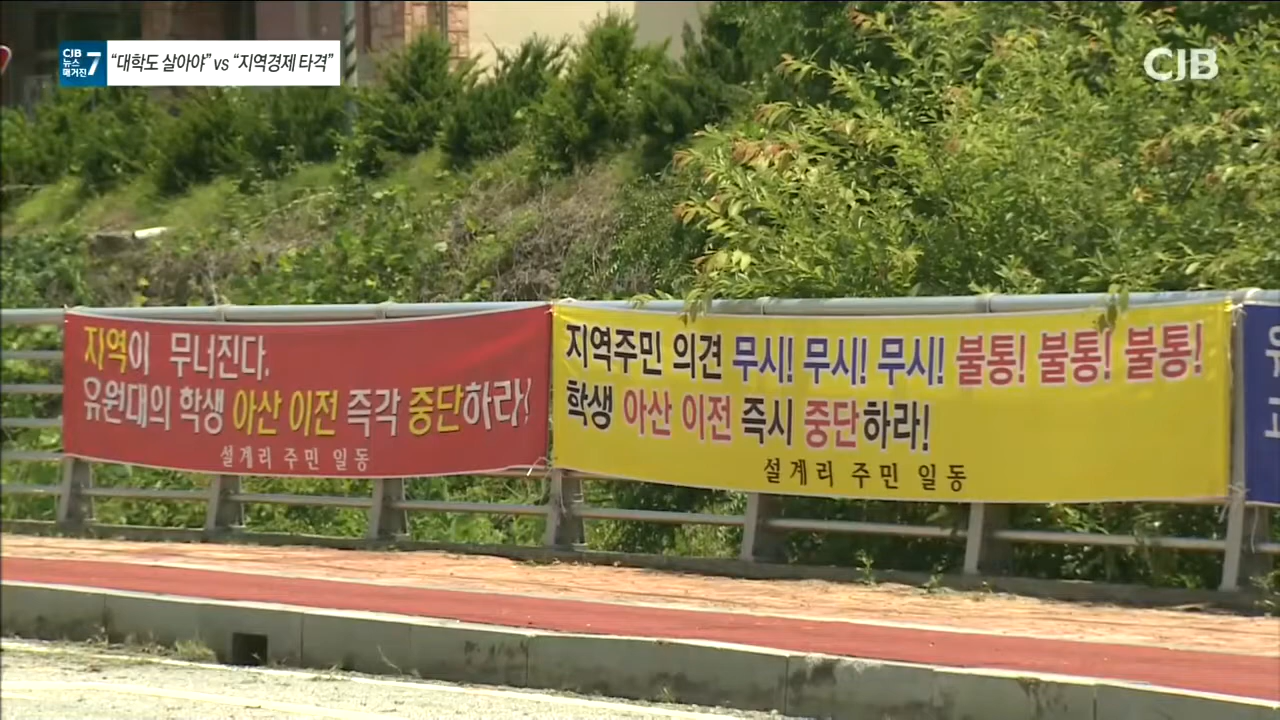 CJB
뉴스
매거진 7
“대학도 살아야” vs “지역경제 타격”
CJB
지역이 무너진다.
유원대의 학생 아산 이전 즉각 중단하라!
설계리 주민 일동
지역주민 의견 무시! 무시! 무시! 불통! 불통! 불통!
학생 아산 이전 즉시 중단하라!
설계리 주민 일동